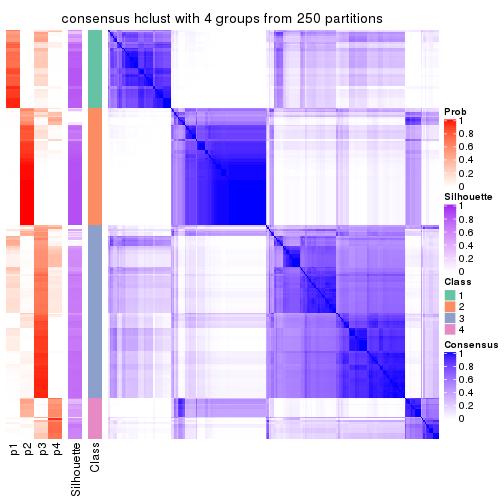 consensus hclust with 4 groups from 250 partitions
Prob
1
0.8
0.6
0.4
0.2
0
Silhouette
1
0.8
0.6
0.4
0.2
0
Class
1
2
3
4
Consensus
1
0.8
0.6
0.4
0.2
0
p1
p2
p3
p4
Silhouette
Class